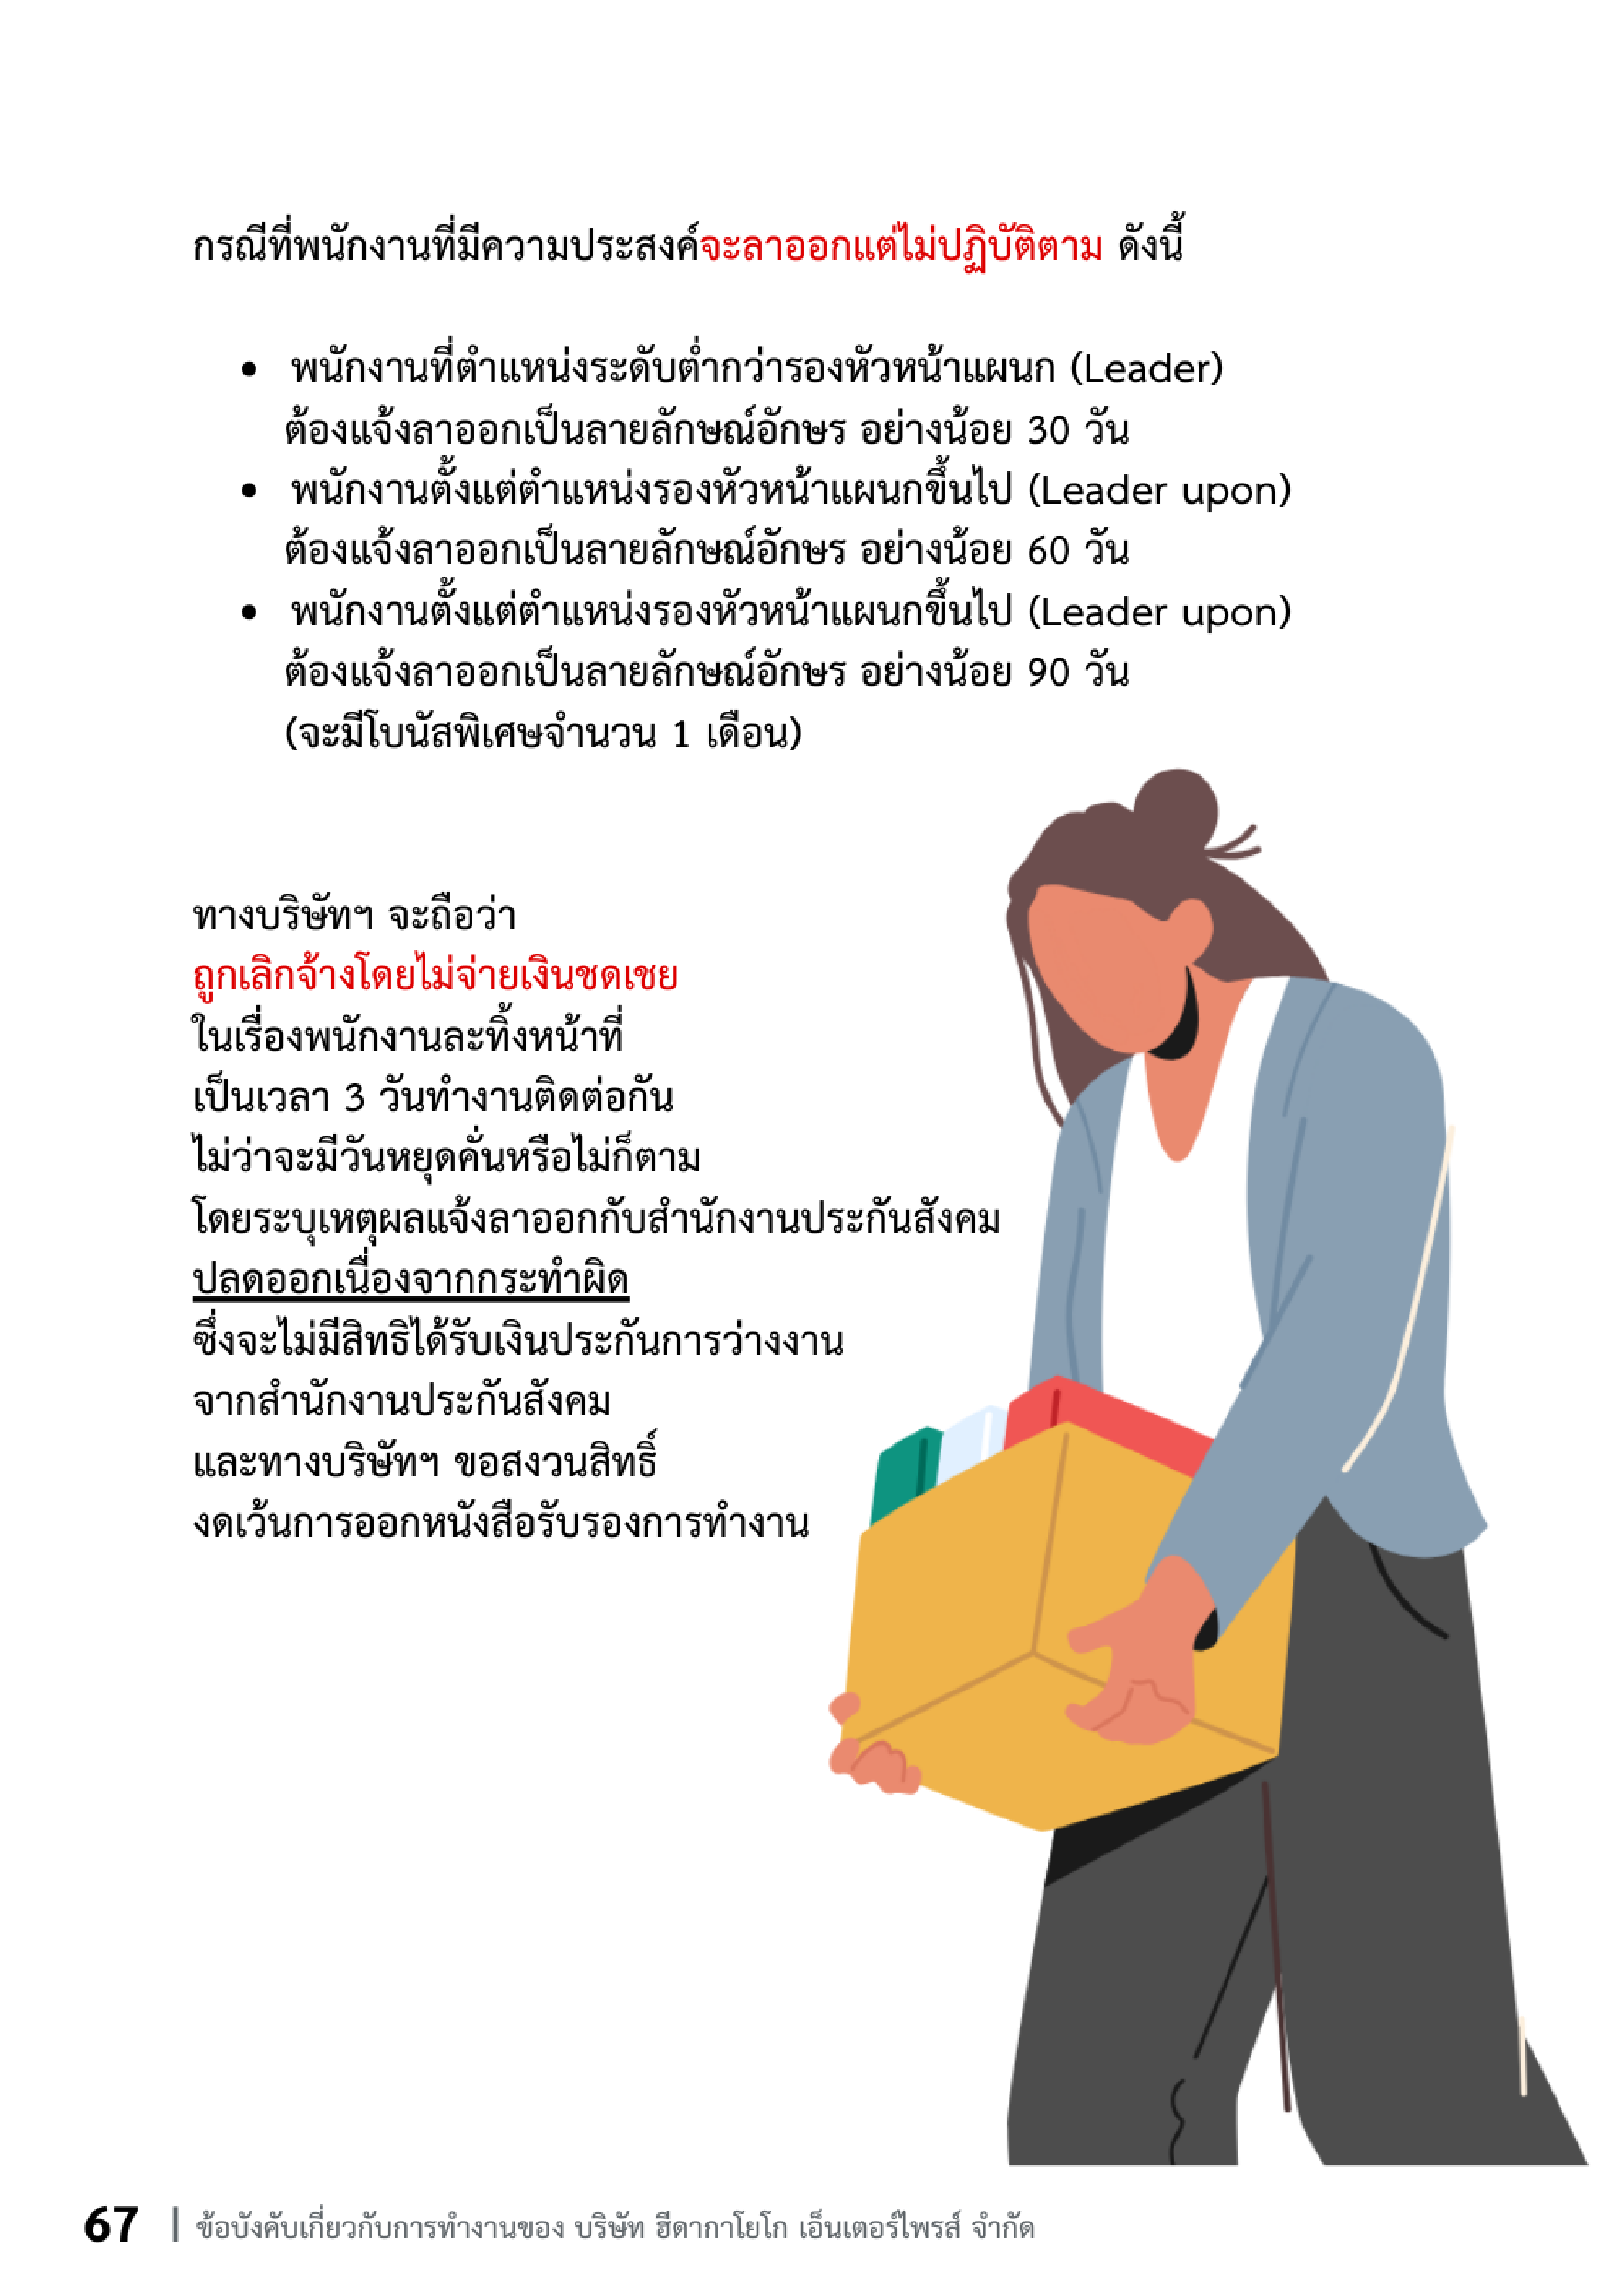 กรณีที่พนักงานที่มีความประสงค์จะลาออกแต่ไม่ปฏิบัติตาม ดังนี้
• พนักงานที่ตำแหน่งระดับต่ำกว่ารองหัวหน้าแผนก (Leader)
ต้องแจ้งลาออกเป็นลายลักษณ์อักษร อย่างน้อย 30 วัน
• พนักงานตั้งแต่ตำแหน่งรองหัวหน้าแผนกขึ้นไป (Leader upon)
ต้องแจ้งลาออกเป็นลายลักษณ์อักษร อย่างน้อย 60 วัน
• พนักงานตั้งแต่ตำแหน่งรองหัวหน้าแผนกขึ้นไป (Leader upon)
ต้องแจ้งลาออกเป็นลายลักษณ์อักษร อย่างน้อย 90 วัน
(จะมีโบนัสพิเศษจำนวน 1 เดือน)
ทางบริษัทฯ จะถือว่า
ถูกเลิกจ้างโดยไม่จ่ายเงินชดเชย
ในเรื่องพนักงานละทิ้งหน้าที่
เป็นเวลา 3 วันทำงานติดต่อกัน
ไม่ว่าจะมีวันหยุดคั่นหรือไม่ก็ตาม
โดยระบุเหตุผลแจ้งลาออกกับสำนักงานประกันสังคม
ปลดออกเนื่องจากกระทำผิด
ซึ่งจะไม่มีสิทธิได้รับเงินประกันการว่างงาน
จากสำนักงานประกันสังคม
และทางบริษัทฯ ขอสงวนสิทธิ์
งดเว้นการออกหนังสือรับรองการทำงาน
67 | ข้อบังคับเกี่ยวกับการทำงานของ บริษัท ฮีดากาโยโก เอ็นเตอร์ไพรส์ จำกัด